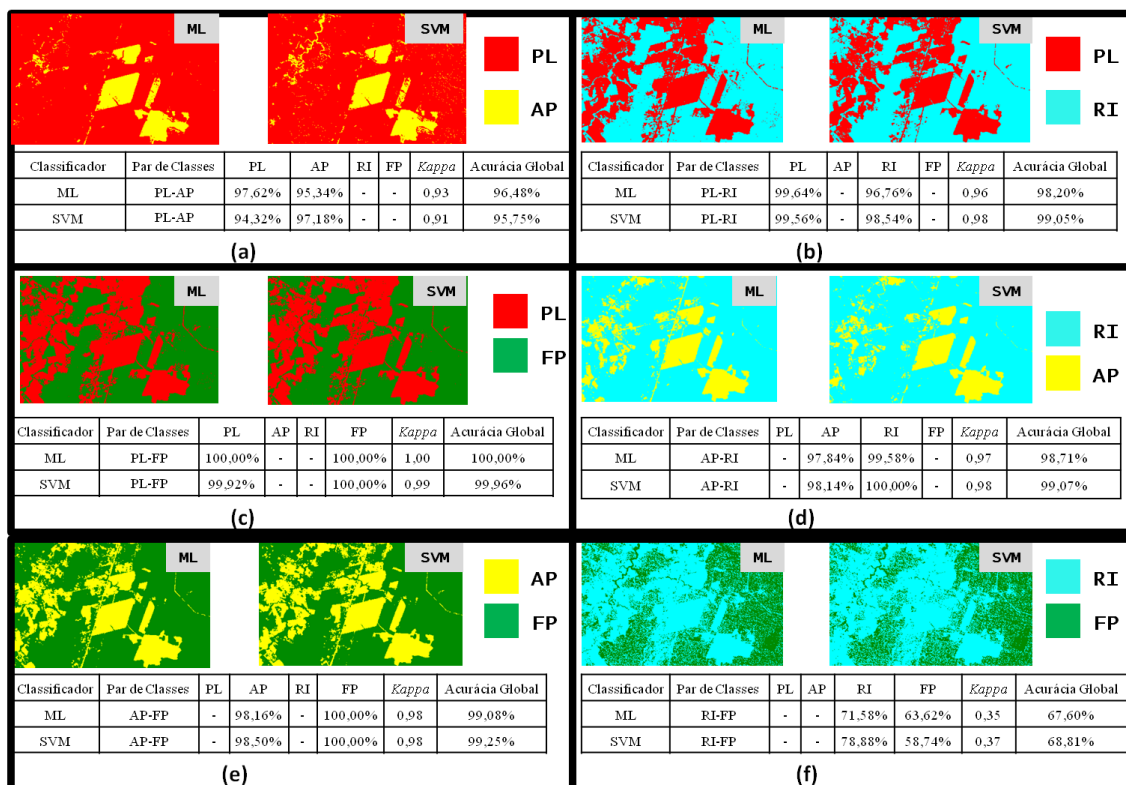 ML SVM PL
AP
Classificador Par de Classes PL AP RI FP Kappa Acurácia Global
ML PL-AP 97,62% 95,34% - - 0,93 96,48%
SVM PL-AP 94,32% 97,18% - - 0,91 95,75%
(a)
ML SVM PL
RI
Classificador Par de Classes PL AP RI FP Kappa Acurácia Global
ML PL-RI 99,64% - 96,76% - 0,96 98,20%
SVM PL-RI 99,56% - 98,54% - 0,98 99,05%
(b)
ML SVM PL
FP
Classificador Par de Classes PL AP RI FP Kappa Acurácia Global
ML PL-FP 100,00% - - 100,00% 1,00 100,00%
SVM PL-FP 99,92% - - 100,00% 0,99 99,96%
(c)
ML SVM RI
AP
Classificador Par de Classes PL AP RI FP Kappa Acurácia Global
ML AP-RI - 97,84% 99,58% - 0,97 98,71%
SVM AP-RI - 98,14% 100,00% - 0,98 99,07%
(d)
ML SVM AP
FP
Classificador Par de Classes PL AP RI FP Kappa Acurácia Global
ML AP-FP - 98,16% - 100,00% 0,98 99,08%
SVM AP-FP - 98,50% - 100,00% 0,98 99,25%
(e)
ML SVM RI
FP
Classificador Par de Classes PL AP RI FP Kappa Acurácia Global
ML RI-FP - - 71,58% 63,62% 0,35 67,60%
SVM RI-FP - - 78,88% 58,74% 0,37 68,81%
(f)